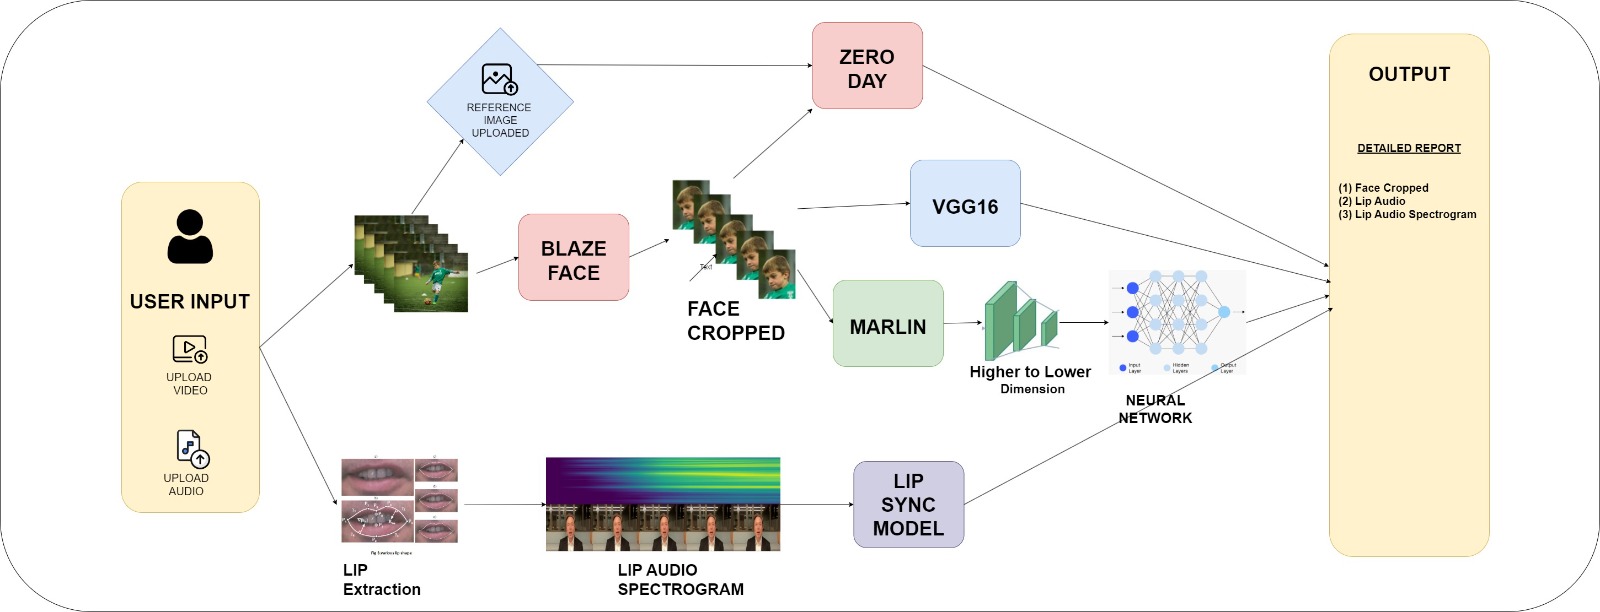 USER INPUT
UPLOAD
VIDEO
UPLOAD
AUDIO
REFERENCE
IMAGE
UPLOADED
BLAZE
FACE
Text
FACE
CROPPED
ZERO
DAY
VGG16
MARLIN
Higher to Lower
Dimension
Input
Layer
Hidden
Layers
Output
Layer
NEURAL
NETWORK
LIP
Extraction
LIP AUDIO
SPECTROGRAM
LIP
SYNC
MODEL
OUTPUT
DETAILED REPORT
(1) Face Cropped
(2) Lip Audio
(3) Lip Audio Spectrogram